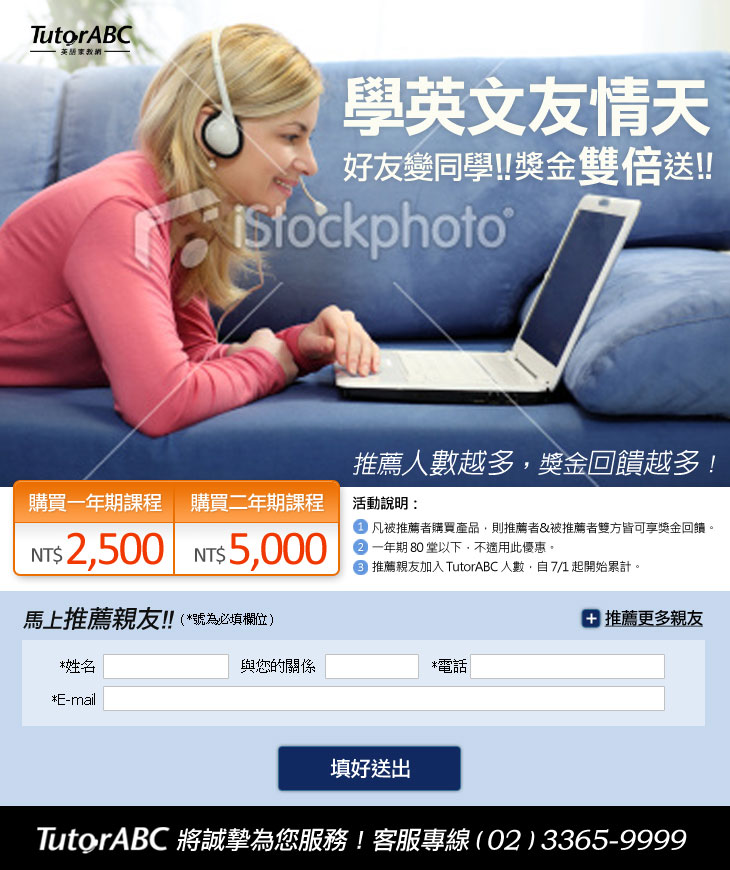 TutorABC
英語家教網
學英文友情天
好友變同學!!獎金雙倍送!!
iStockphoto®
推薦人數越多，獎金回饋越多！
購買一年期課程 購買二年期課程
NT$2,500 NT$5,000
活動說明：
1 凡被推薦者購買產品，則推薦者&被推薦者雙方皆可享獎金回饋。
2 一年期 80 堂以下，不適用此優惠。
3 推薦親友加入 TutorABC 人數，自 7/1 起開始累計。
馬上推薦親友!! (*號為必填欄位) + 推薦更多親友
*姓名 與您的關係 *電話
*E-mail
填好送出
TutorABC 將誠摯為您服務！客服專線 ( 02 ) 3365-9999